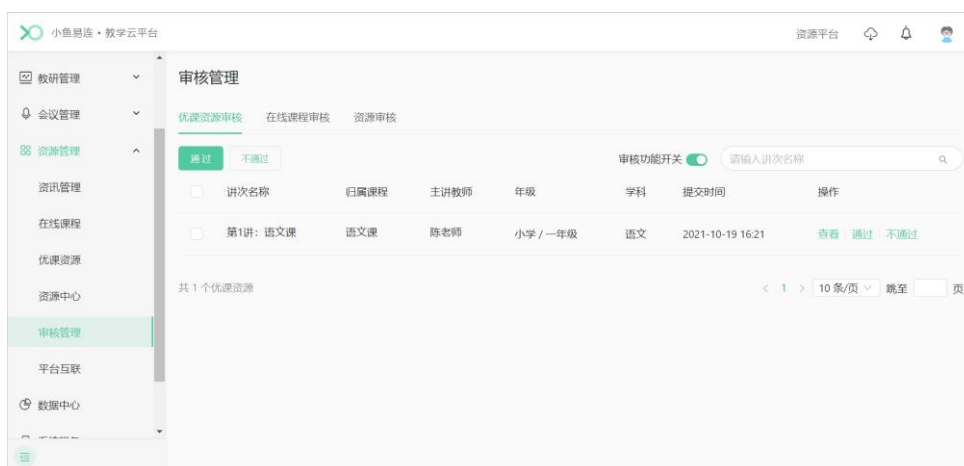 小鱼易连·教学云平台
资源平台
教研管理
会议管理
资源管理
资讯管理
在线课程
优课资源
资源中心
审核管理
平台互联
数据中心
审核管理
优课资源审核 在线课程审核 资源审核
通过 不通过 审核功能开关 请输入讲次名称
讲次名称 归属课程 主讲教师 年级 学科 提交时间 操作
第1讲：语文课 语文课 陈老师 小学 / 一年级 语文 2021-10-19 16:21 查看 通过 不通过
共 1 个优课资源 < 1 > 10 条/页 跳至 页